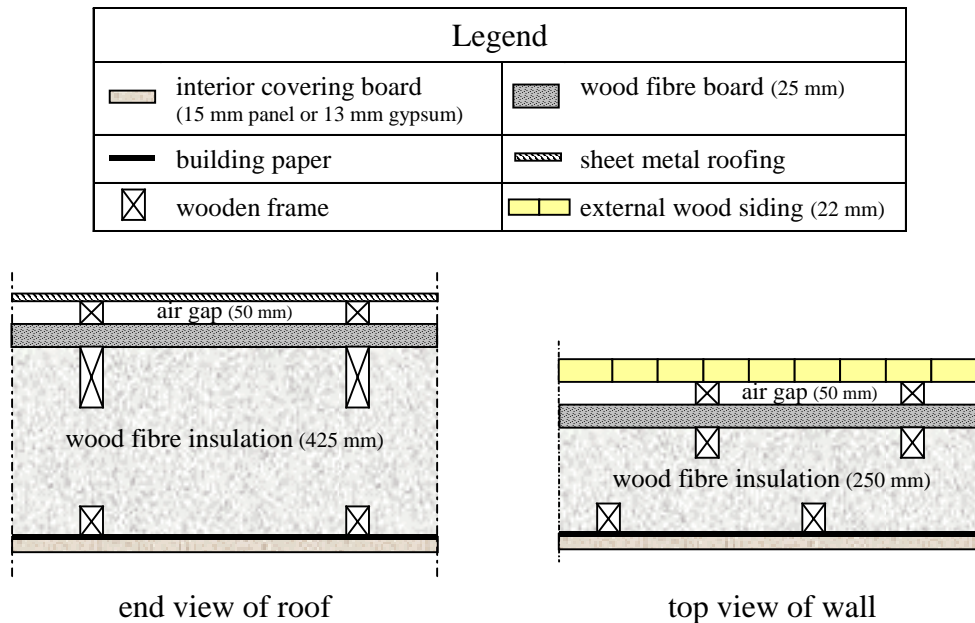 Legend
interior covering board
(15 mm panel or 13 mm gypsum)
wood fibre board (25 mm)
building paper
sheet metal roofing
wooden frame
external wood siding (22 mm)
air gap (50 mm)
wood fibre insulation (425 mm)
end view of roof
air gap (50 mm)
wood fibre insulation (250 mm)
top view of wall